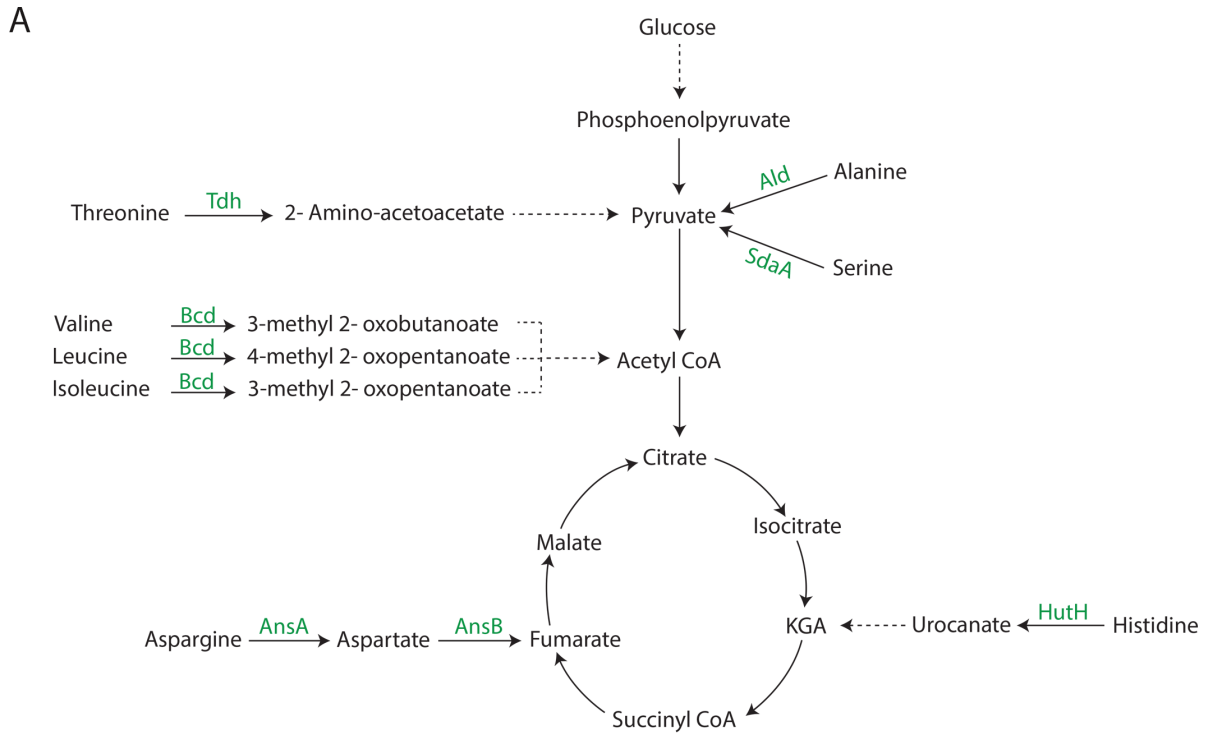 A
Glucose
Phosphoenolpyruvate
Ald
Alanine
Threonine
Tdh
2- Amino-acetoacetate
Pyruvate
SdaA
Serine
Valine
Bcd
3-methyl 2- oxobutanoate
Leucine
Bcd
4-methyl 2- oxopentanoate
Acetyl CoA
Isoleucine
Bcd
3-methyl 2- oxopentanoate
Citrate
Isocitrate
Malate
Aspargine
AnsA
Aspartate
AnsB
Fumarate
KGA
Urocanate
HutH
Histidine
Succinyl CoA